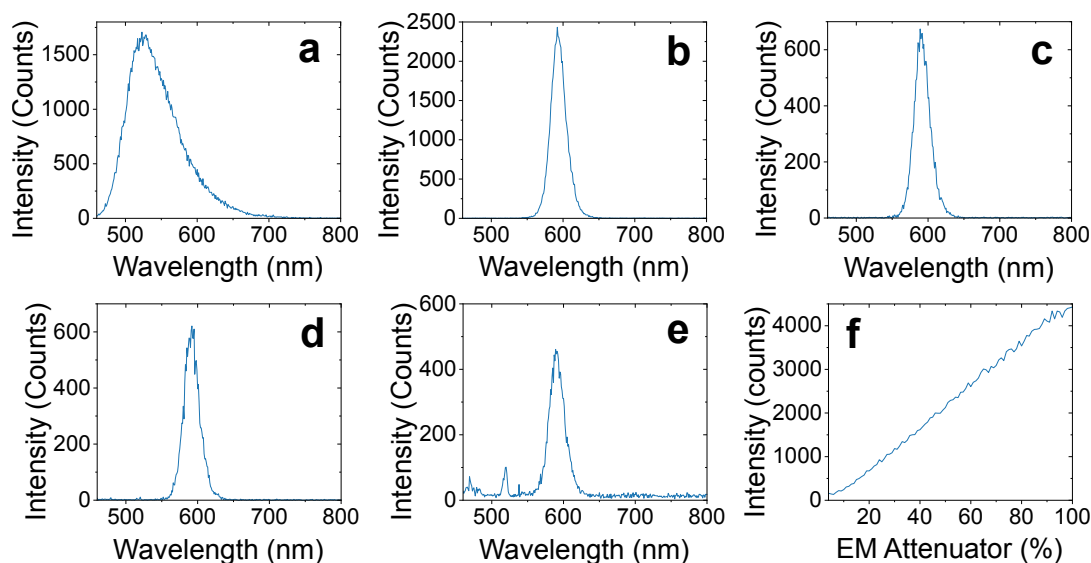 a
Intensity (Counts)
1500
1000
500
0
500 600 700 800
Wavelength (nm)
b
Intensity (Counts)
2500
2000
1500
1000
500
0
500 600 700 800
Wavelength (nm)
c
Intensity (Counts)
600
400
200
0
500 600 700 800
Wavelength (nm)
d
Intensity (Counts)
600
400
200
0
500 600 700 800
Wavelength (nm)
e
Intensity (Counts)
600
400
200
0
500 600 700 800
Wavelength (nm)
f
Intensity (counts)
4000
3000
2000
1000
0
20 40 60 80 100
EM Attenuator (%)